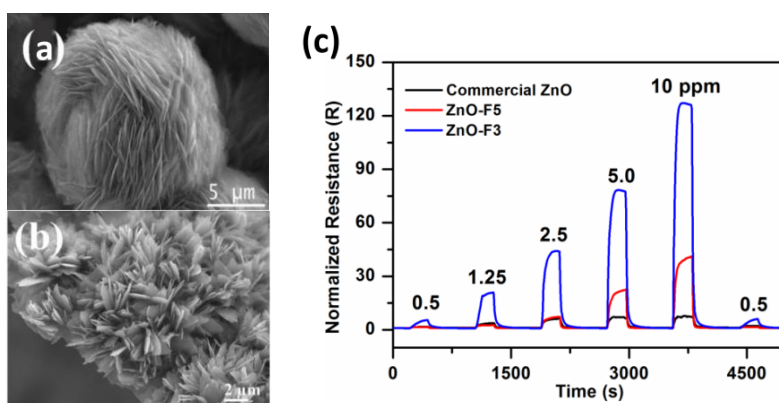 (a)
5 µm
(b)
2 µm
(c)
Normalized Resistance (R)
150
120
90
60
30
0
Commercial ZnO
ZnO-F5
ZnO-F3
0.5
1.25
2.5
5.0
10 ppm
0.5
0
1500
3000
4500
Time (s)